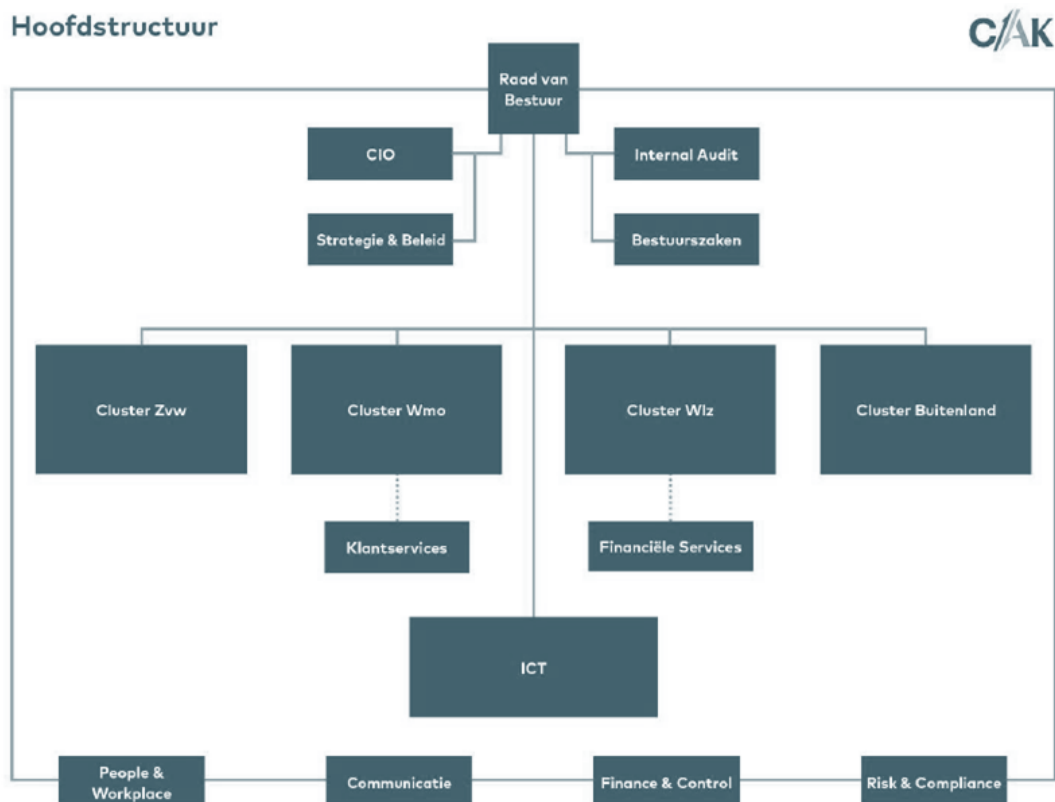 Hoofdstructuur
CAK
Raad van
Bestuur
CIO
Internal Audit
Strategie & Beleid
Bestuurszaken
Cluster Zvw
Cluster Wmo
Cluster Wlz
Cluster Buitenland
Klantservices
Financiële Services
ICT
People &
Workplace
Communicatie
Finance & Control
Risk & Compliance